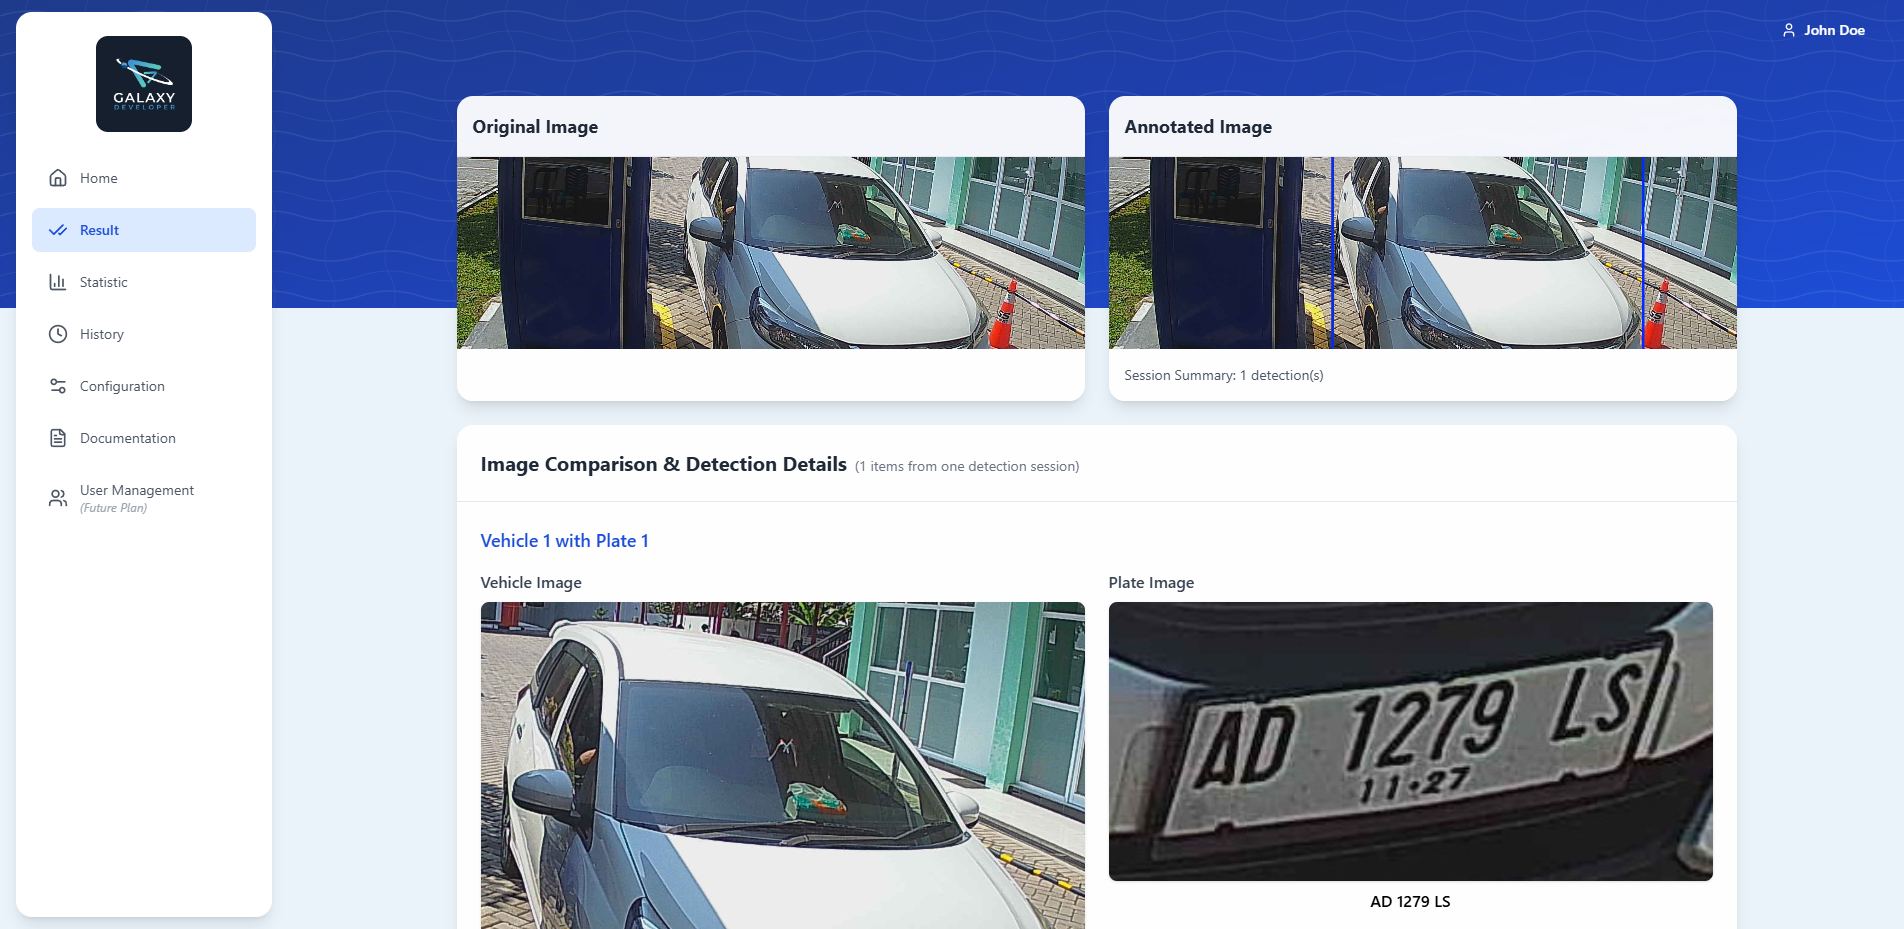 GALAXY
DEVELOPER
Home
Result
Statistic
History
Configuration
Documentation
User Management
(Future Plan)
John Doe
Original Image
Annotated Image
Session Summary: 1 detection(s)
Image Comparison & Detection Details (1 items from one detection session)
Vehicle 1 with Plate 1
Vehicle Image
Plate Image
AD 1279 LS
11·27
AD 1279 LS